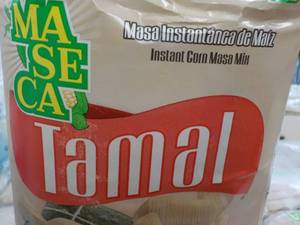 MA
SE
CA
Masa Instantánea de Maíz
Instant Corn Masa Mix
Tamal